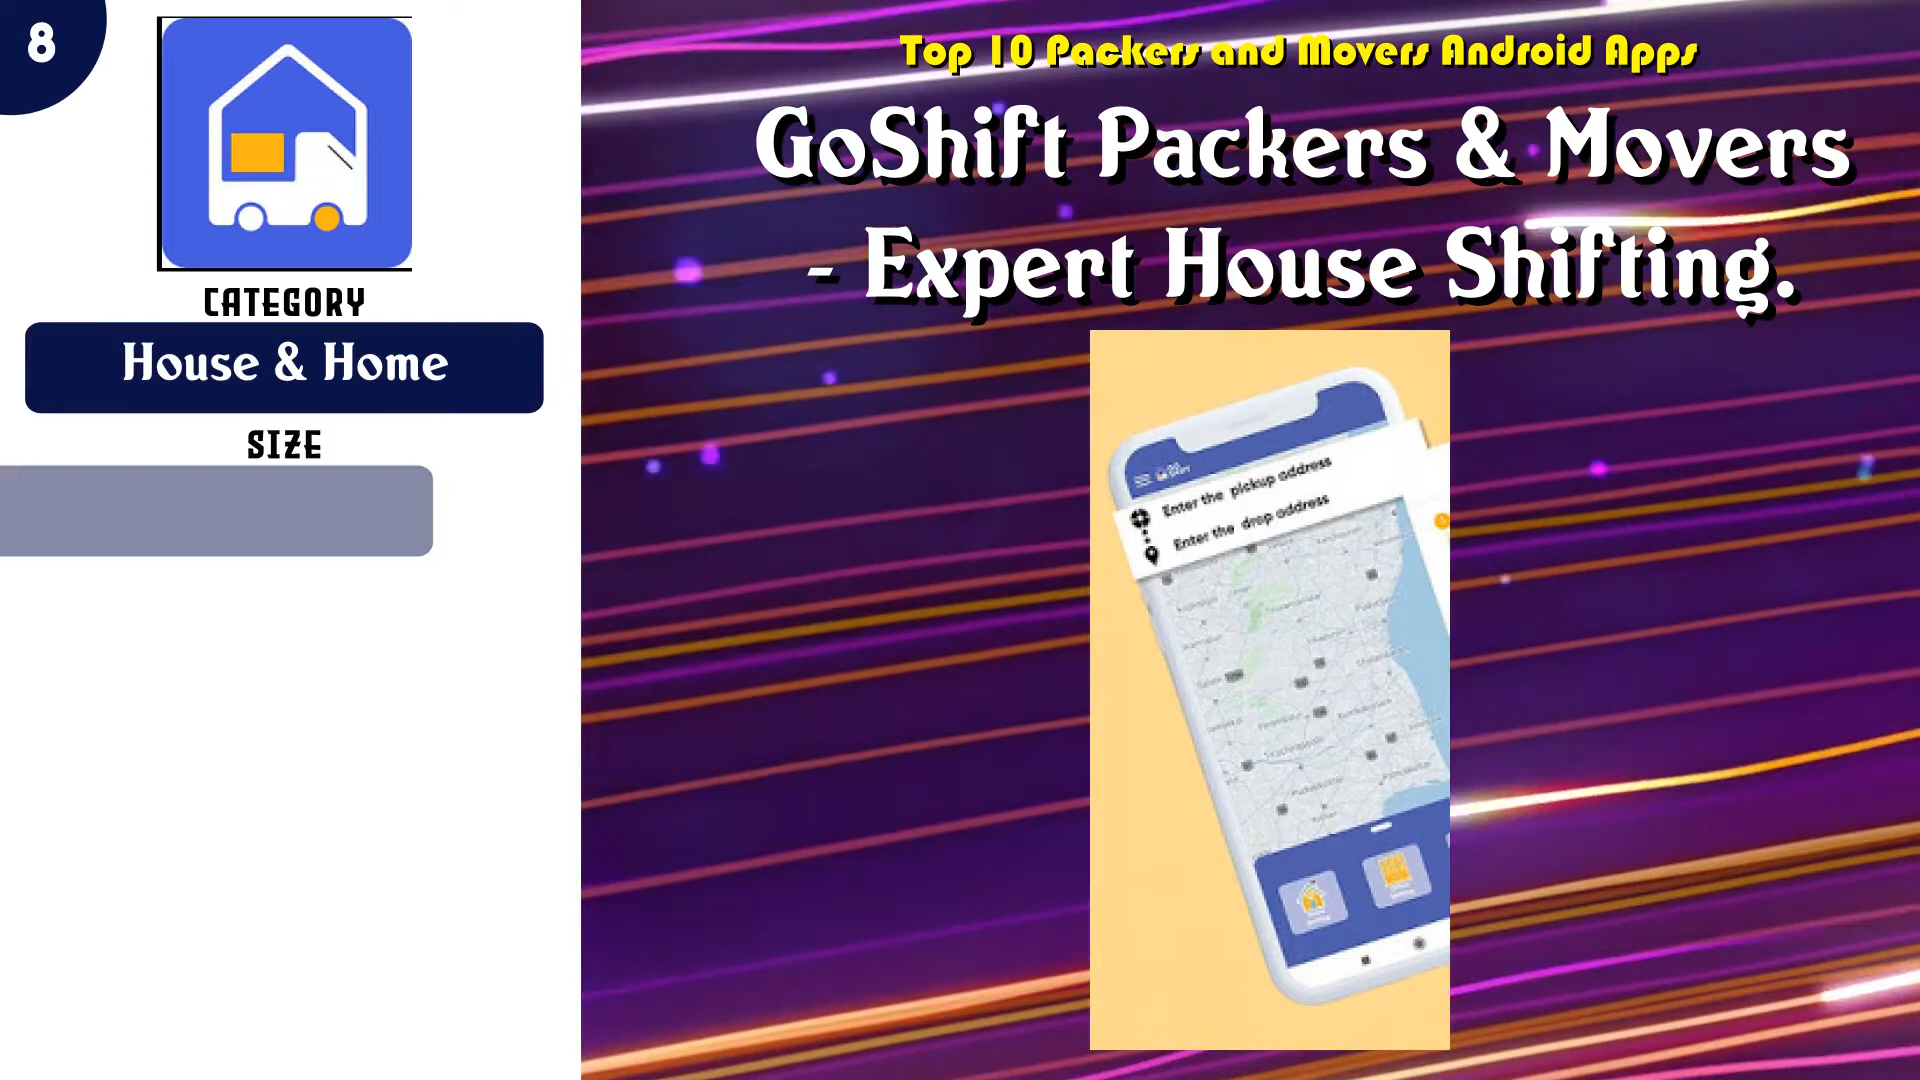 8
CATEGORY
House & Home
SIZE
Top 10 Packers and Movers Android Apps
GoShift Packers & Movers
- Expert House Shifting.
Enter the pickup address
Enter the drop address